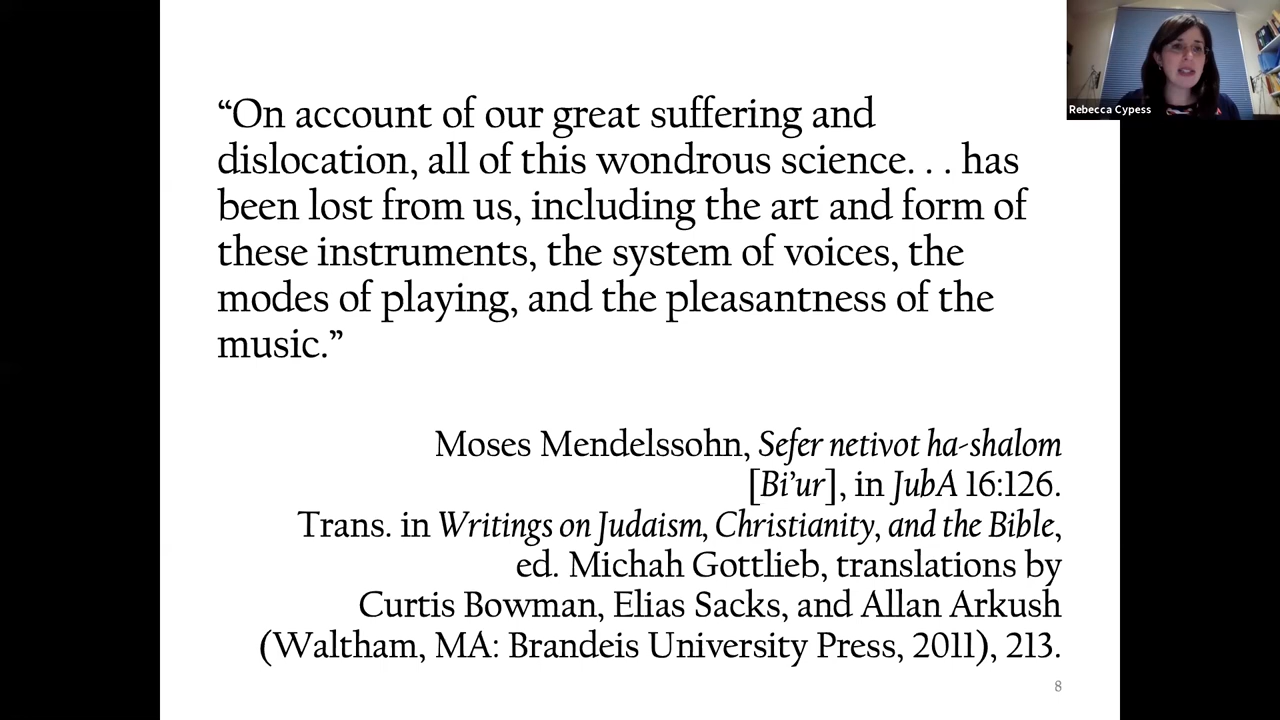 “On account of our great suffering and
dislocation, all of this wondrous science. . . has
been lost from us, including the art and form of
these instruments, the system of voices, the
modes of playing, and the pleasantness of the
music.”
Moses Mendelssohn, Sefer netivot ha-shalom
[Bi’ur], in JubA 16:126.
Trans. in Writings on Judaism, Christianity, and the Bible,
ed. Michah Gottlieb, translations by
Curtis Bowman, Elias Sacks, and Allan Arkush
(Waltham, MA: Brandeis University Press, 2011), 213.
8
Rebecca Cypess